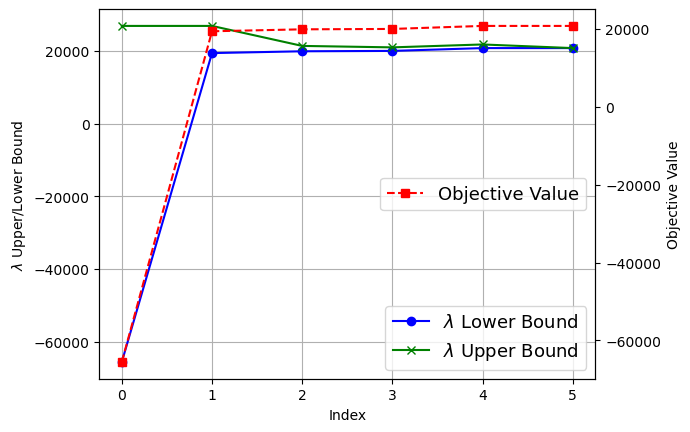 20000
0
−20000
−40000
−60000
λ Upper/Lower Bound
0
1
2
3
4
5
Index
20000
0
−20000
−40000
−60000
Objective Value
Objective Value
λ Lower Bound
λ Upper Bound